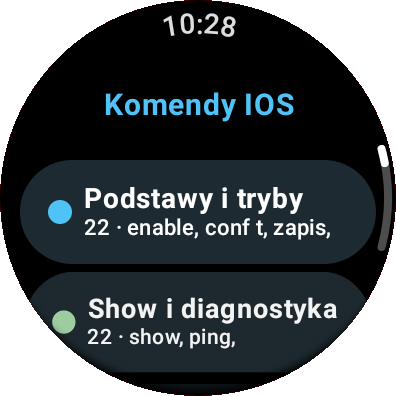 10:28
Komendy IOS
Podstawy i tryby
22 · enable, conf t, zapis,
Show i diagnostyka
22 · show, ping,